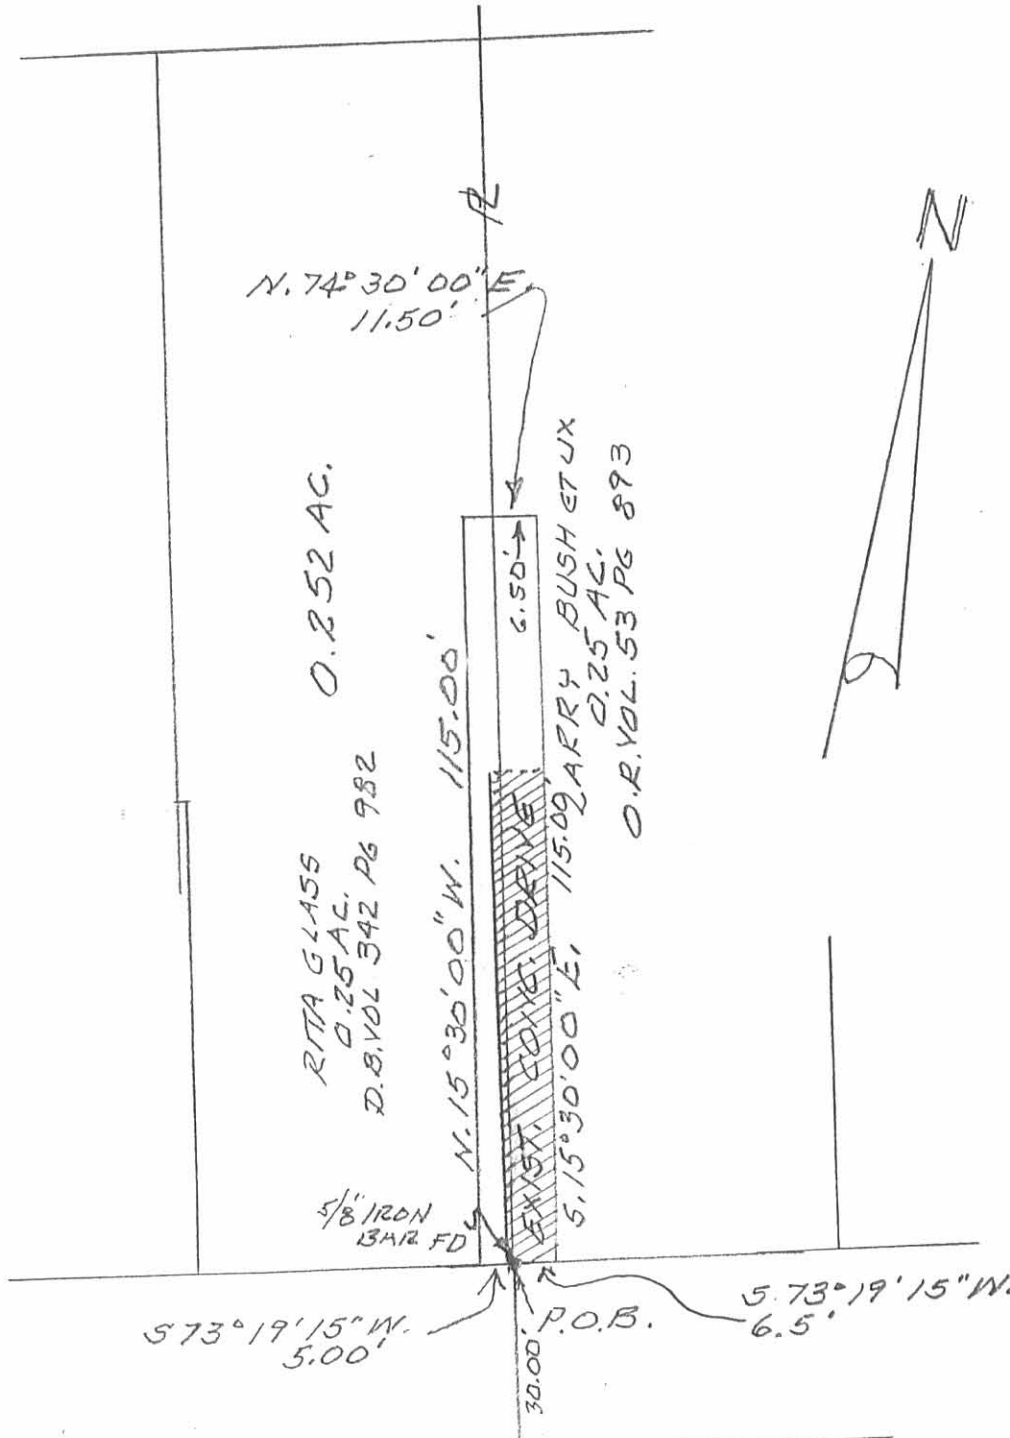 N
PL
N. 74° 30' 00" E.
11.50'
0.252 AC.
6.50'
LARRY BUSH ET UX
0.25 AC.
O.R. VOL. 53 PG 893
RITA GLASS
0.25 AC.
D.B. VOL 342 PG 982
N. 15° 30' 00" W. 115.00'
EXIST. CONC. DRIVE
S. 15° 30' 00" E. 115.00'
5/8" IRON
BAR FD
S 73° 19' 15" W.
5.00'
P.O.B.
30.00'
S. 73° 19' 15" W.
6.5'